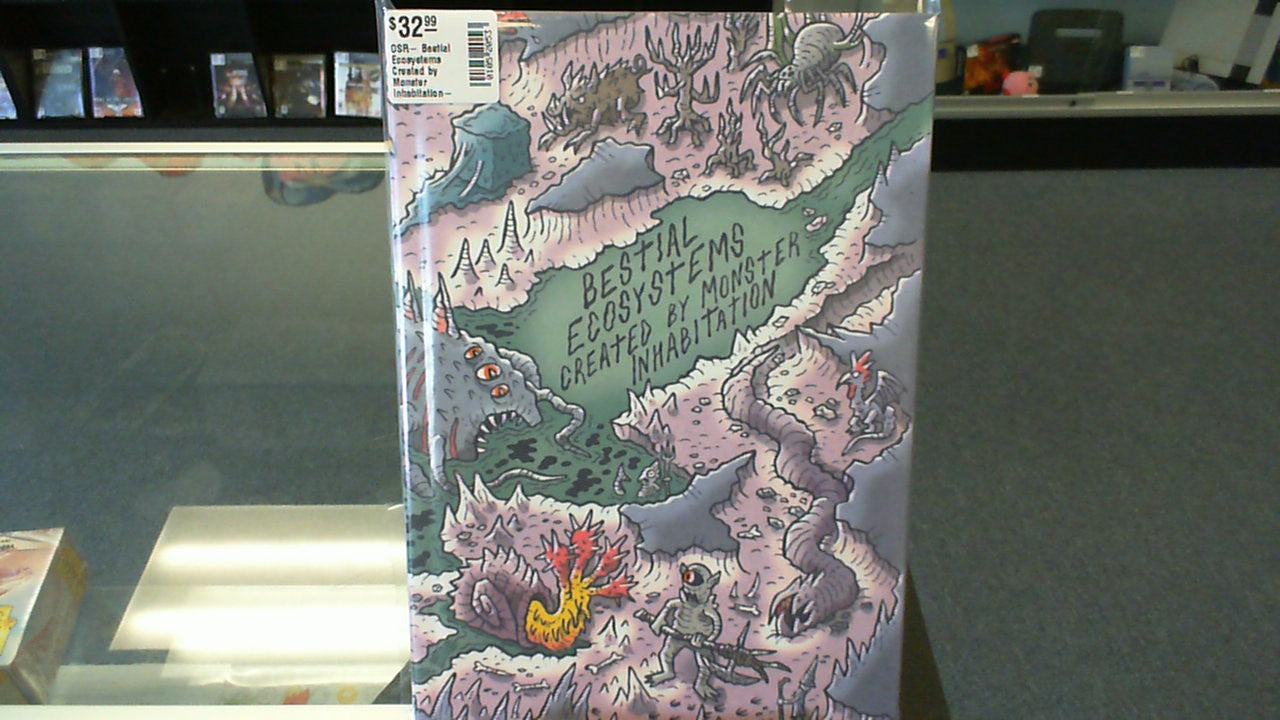 $32.99
OSR- Bestial
Ecosystems
Created by
Monster
Inhabitation-
BESTIAL
ECOSYSTEMS
CREATED BY MONSTER
INHABITATION